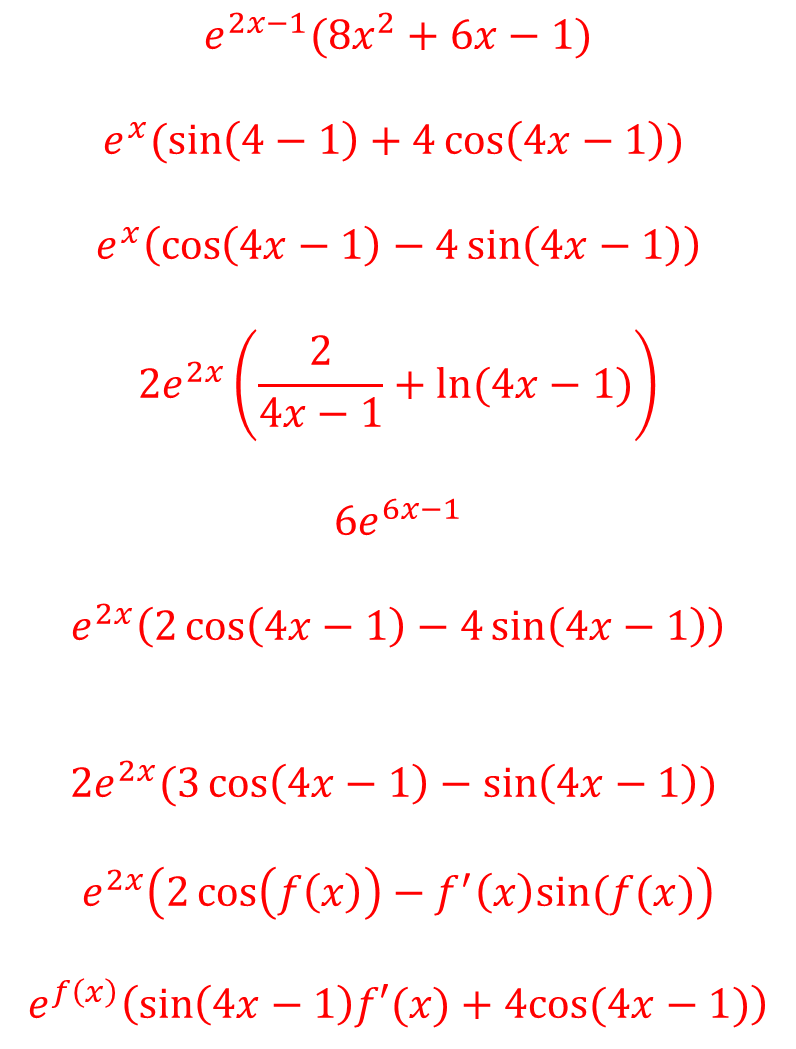 e^{2x−1}(8x^2 + 6x − 1)
e^x(sin(4 − 1) + 4 cos(4x − 1))
e^x(cos(4x − 1) − 4 sin(4x − 1))
2e^{2x}(\frac{2}{4x − 1} + ln(4x − 1))
6e^{6x−1}
e^{2x}(2 cos(4x − 1) − 4 sin(4x − 1))
2e^{2x}(3 cos(4x − 1) − sin(4x − 1))
e^{2x}(2 cos(f(x)) − f′(x)sin(f(x))
e^{f(x)}(sin(4x − 1)f′(x) + 4cos(4x − 1))